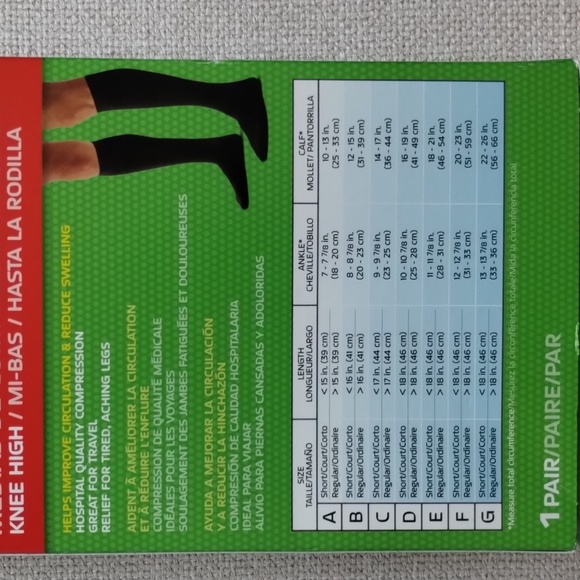 KNEE HIGH / MI-BAS / HASTA LA RODILLA
HELPS IMPROVE CIRCULATION & REDUCE SWELLING
HOSPITAL QUALITY COMPRESSION
GREAT FOR TRAVEL
RELIEF FOR TIRED, ACHING LEGS
AIDENT À AMÉLIORER LA CIRCULATION
ET À RÉDUIRE L'ENFLURE
COMPRESSION DE QUALITÉ MÉDICALE
IDÉALES POUR LES VOYAGES
SOULAGEMENT DES JAMBES FATIGUÉES ET DOULOUREUSES
AYUDA A MEJORAR LA CIRCULACIÓN
Y A REDUCIR LA HINCHAZÓN
COMPRESIÓN DE CALIDAD HOSPITALARIA
IDEAL PARA VIAJAR
ALIVIO PARA PIERNAS CANSADAS Y ADOLORIDAS
SIZE LENGTH ANKLE* CALF*
TAILLE/TAMAÑO LONGUEUR/LARGO CHEVILLE/TOBILLO MOLLET/ PANTORRILLA
A Short/Court/Corto < 15 in. (39 cm) 7 - 7 7/8 in. 10 - 13 in.
Regular/Ordinaire > 15 in. (39 cm) (18 - 20 cm) (25 - 33 cm)
B Short/Court/Corto < 16 in. (41 cm) 8 - 8 7/8 in. 12 - 15 in.
Regular/Ordinaire > 16 in. (41 cm) (20 - 23 cm) (31 - 39 cm)
C Short/Court/Corto < 17 in. (44 cm) 9 - 9 7/8 in. 14 - 17 in.
Regular/Ordinaire > 17 in. (44 cm) (23 - 25 cm) (36 - 44 cm)
D Short/Court/Corto < 18 in. (46 cm) 10 - 10 7/8 in. 16 - 19 in.
Regular/Ordinaire > 18 in. (46 cm) (25 - 28 cm) (41 - 49 cm)
E Short/Court/Corto < 18 in. (46 cm) 11 - 11 7/8 in. 18 - 21 in.
Regular/Ordinaire > 18 in. (46 cm) (28 - 31 cm) (46 - 54 cm)
F Short/Court/Corto < 18 in. (46 cm) 12 - 12 7/8 in. 20 - 23 in.
Regular/Ordinaire > 18 in. (46 cm) (31 - 33 cm) (51 - 59 cm)
G Short/Court/Corto < 18 in. (46 cm) 13 - 13 7/8 in. 22 - 26 in.
Regular/Ordinaire > 18 in. (46 cm) (33 - 36 cm) (56 - 66 cm)
*Measure total circumference/Mesurez la circonférence totale/Mida la circunferencia total
1 PAIR/PAIRE/PAR